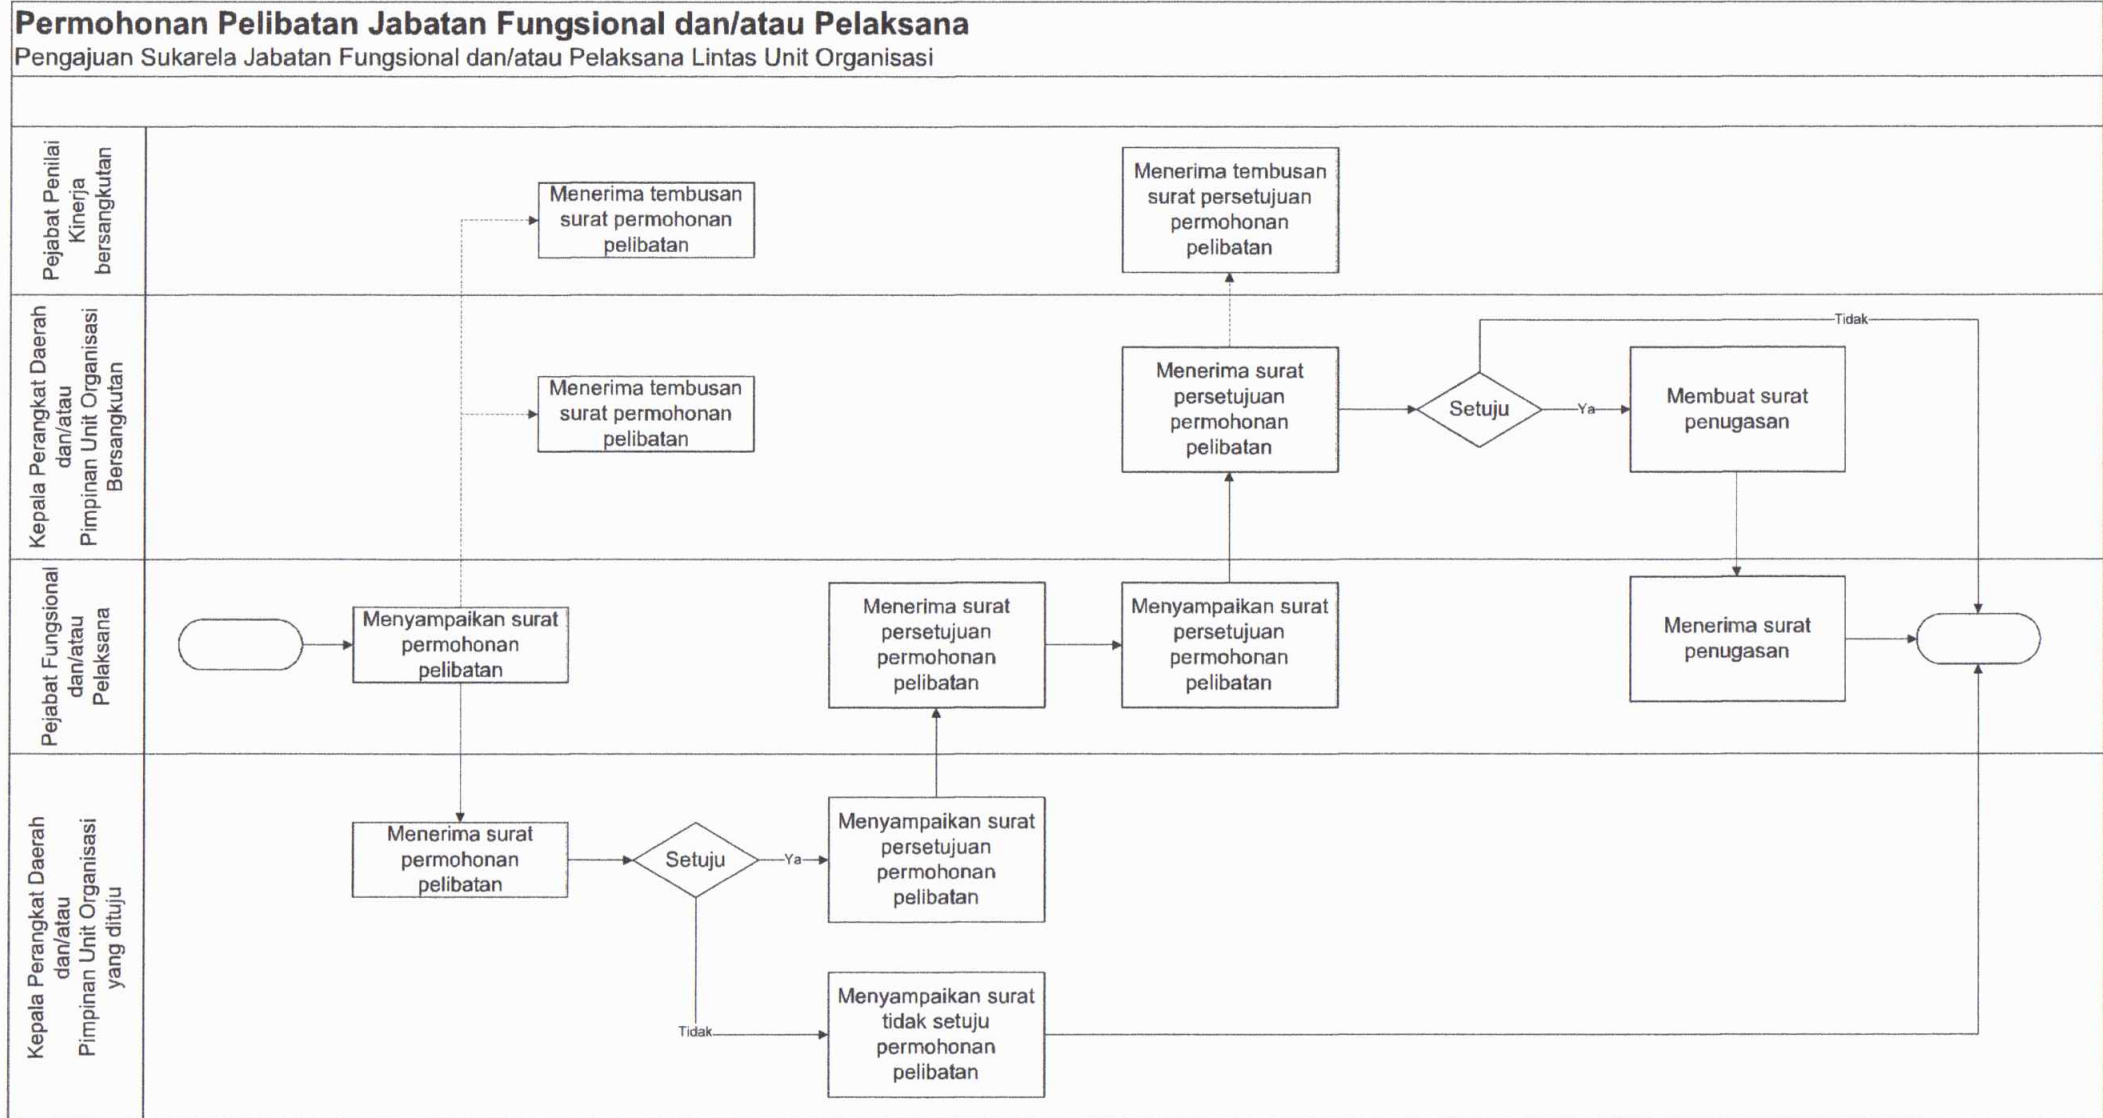 Permohonan Pelibatan Jabatan Fungsional dan/atau Pelaksana
Pengajuan Sukarela Jabatan Fungsional dan/atau Pelaksana Lintas Unit Organisasi
Pejabat Penilai
Kinerja
bersangkutan
Menerima tembusan
surat permohonan
pelibatan
Menerima tembusan
surat persetujuan
permohonan
pelibatan
Kepala Perangkat Daerah
dan/atau
Pimpinan Unit Organisasi
Bersangkutan
Menerima tembusan
surat permohonan
pelibatan
Menerima surat
persetujuan
permohonan
pelibatan
Setuju
Tidak
Ya
Membuat surat
penugasan
Pejabat Fungsional
dan/atau
Pelaksana
Menyampaikan surat
permohonan
pelibatan
Menerima surat
persetujuan
permohonan
pelibatan
Menyampaikan surat
persetujuan
permohonan
pelibatan
Menerima surat
penugasan
Kepala Perangkat Daerah
dan/atau
Pimpinan Unit Organisasi
yang dituju
Menerima surat
permohonan
pelibatan
Setuju
Ya
Menyampaikan surat
persetujuan
permohonan
pelibatan
Tidak
Menyampaikan surat
tidak setuju
permohonan
pelibatan